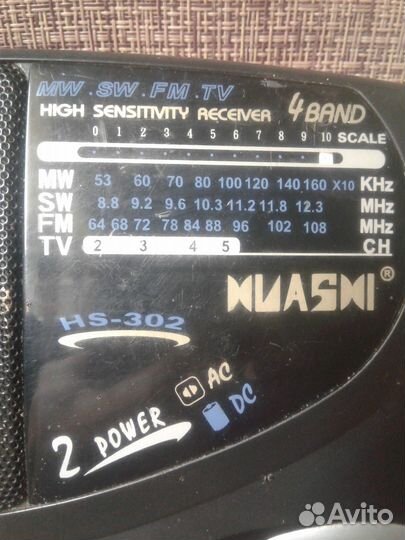 MW.SW.FM.TV
HIGH SENSITIVITY RECEIVER 4 BAND
0 1 2 3 4 5 6 7 8 9 10 SCALE
MW 53 60 70 80 100 120 140 160 X10 KHz
SW 8.8 9.2 9.6 10.3 11.2 11.8 12.3 MHz
FM 64 68 72 78 84 88 96 102 108 MHz
TV 2 3 4 5 CH
HUASHI ®
HS-302
AC
DC
2 POWER
Avito